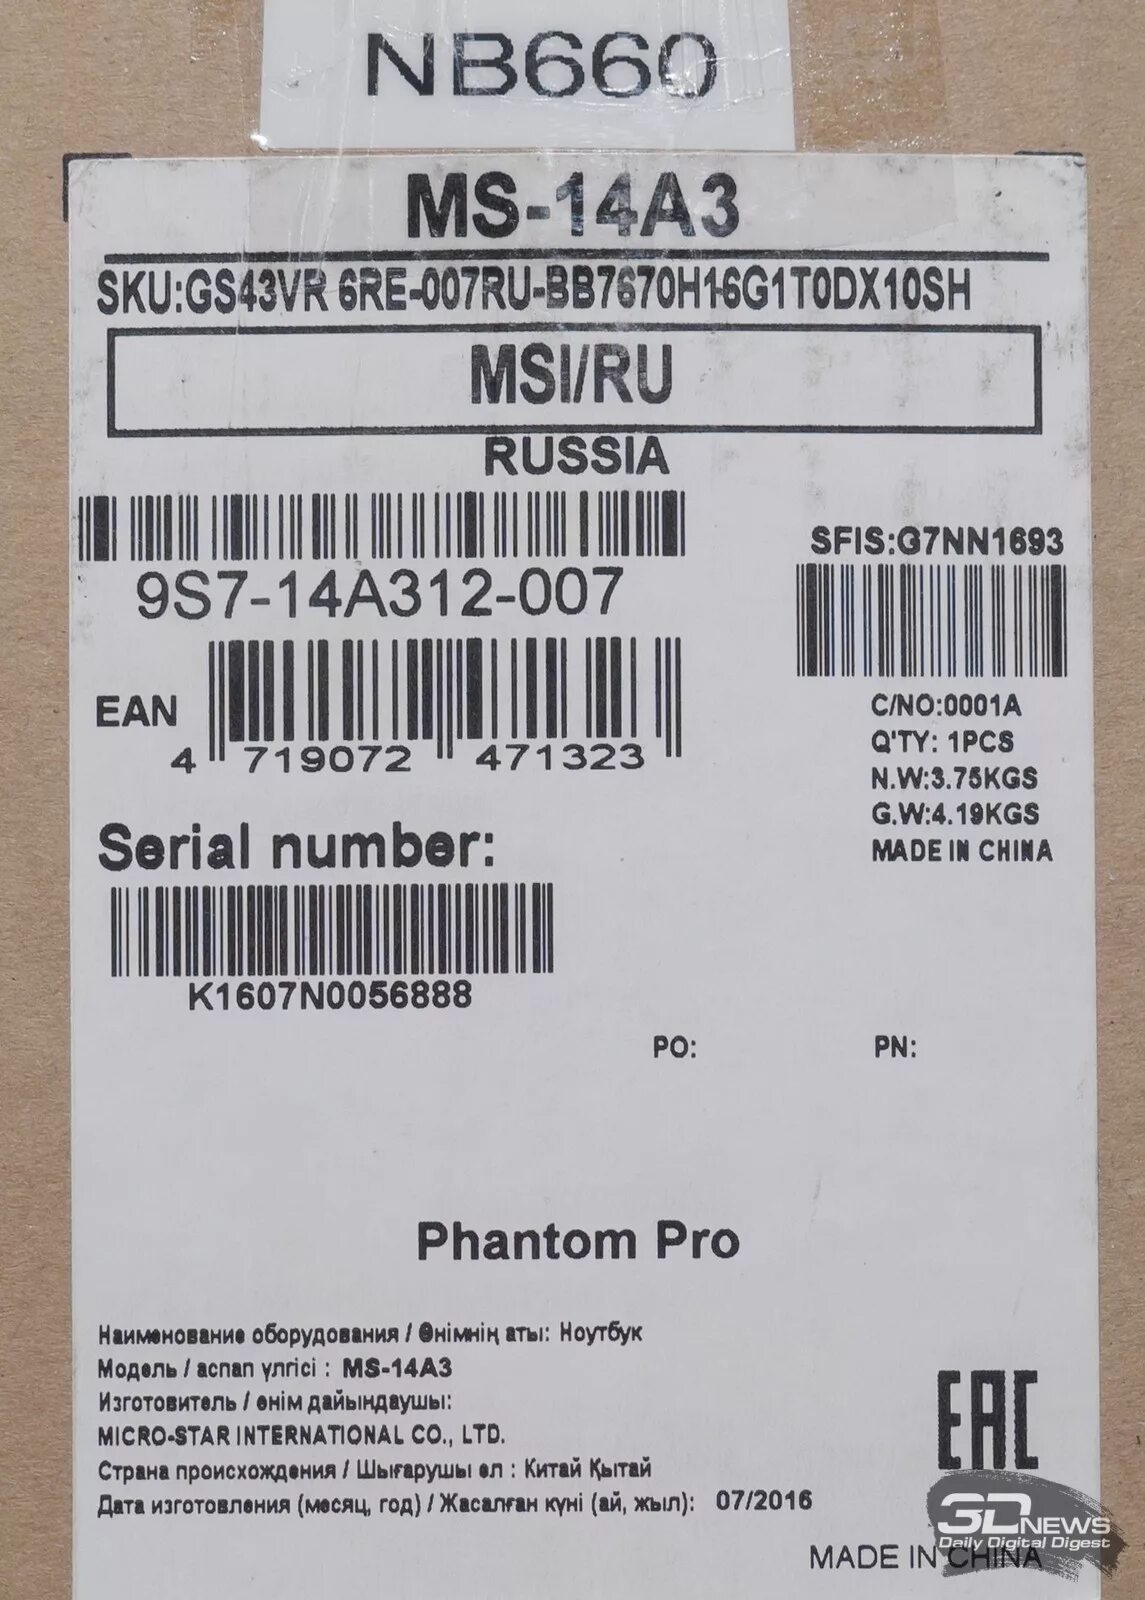 NB660
MS-14A3
SKU:GS43VR 6RE-007RU-BB7670H16G1T0DX10SH
MSI/RU
RUSSIA
9S7-14A312-007
SFIS:G7NN1693
EAN
4 719072 471323
C/NO:0001A
Q'TY: 1PCS
N.W:3.75KGS
G.W:4.19KGS
MADE IN CHINA
Serial number:
K1607N0056888
PO: PN:
Phantom Pro
Наименование оборудования / Өнімнің аты: Ноутбук
Модель / аспап үлгісі : MS-14A3
Изготовитель / өнім дайындаушы:
MICRO-STAR INTERNATIONAL CO., LTD.
Страна происхождения / Шығарушы ел : Китай Қытай
Дата изготовления (месяц, год) / Жасалған күні (ай, жыл): 07/2016
EAC
3DNEWS
Daily Digital Digest
MADE IN CHINA